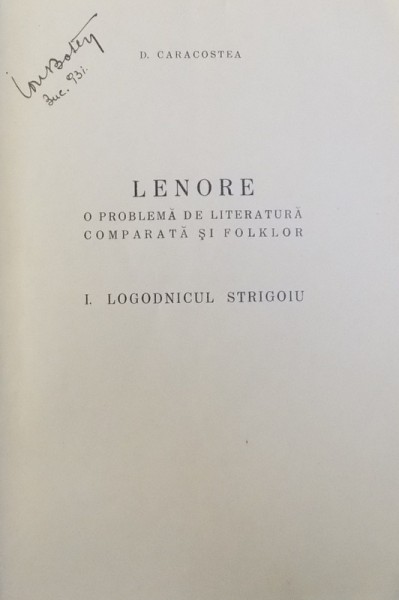 Buc. 931.
D. CARACOSTEA
LENORE
O PROBLEMĂ DE LITERATURĂ
COMPARATĂ ŞI FOLKLOR
I. LOGODNICUL STRIGOIU